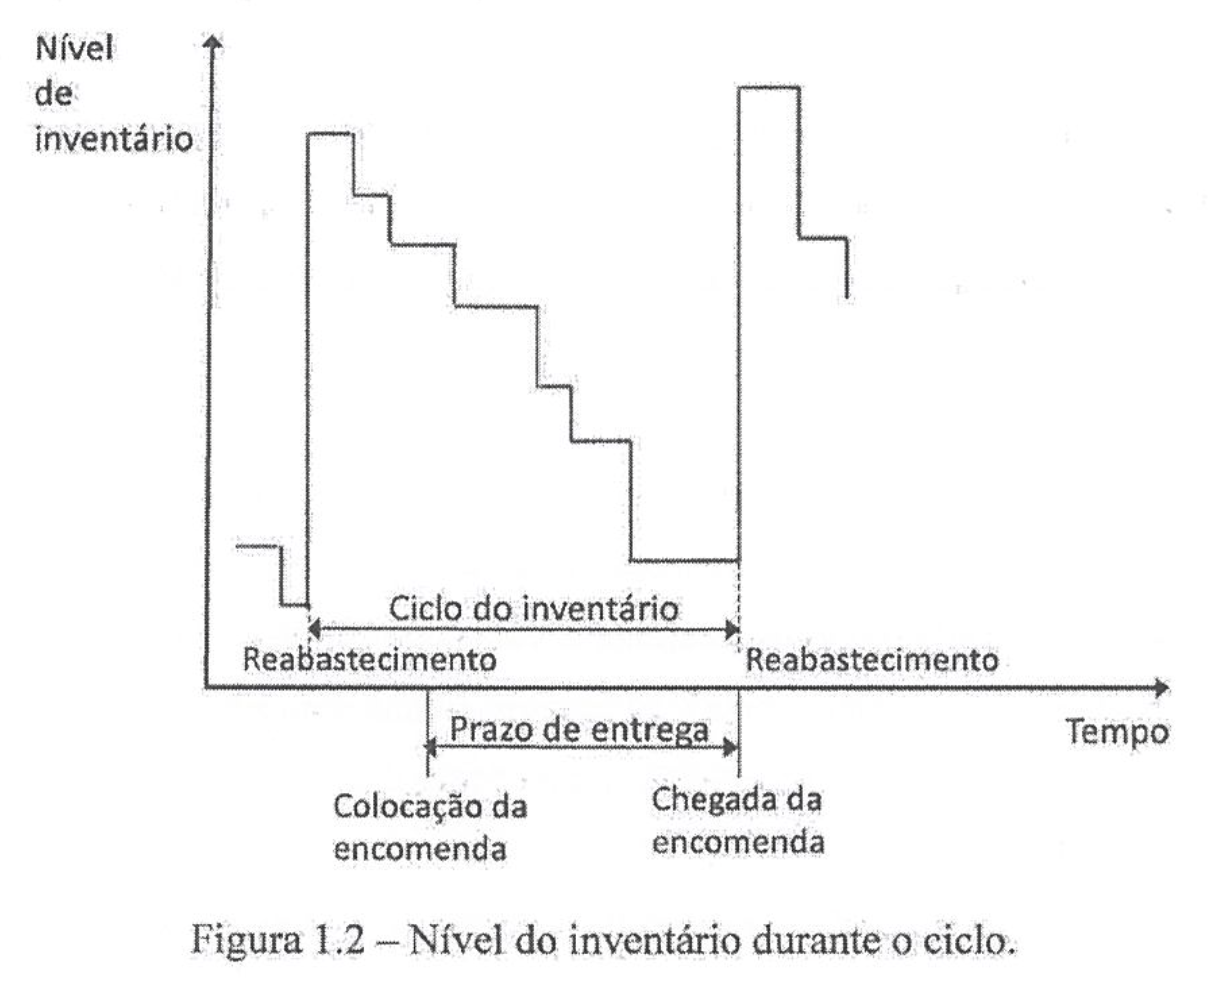 Nível
de
inventário
Ciclo do inventário
Reabastecimento
Reabastecimento
Tempo
Prazo de entrega
Colocação da
encomenda
Chegada da
encomenda
Figura 1.2 – Nível do inventário durante o ciclo.